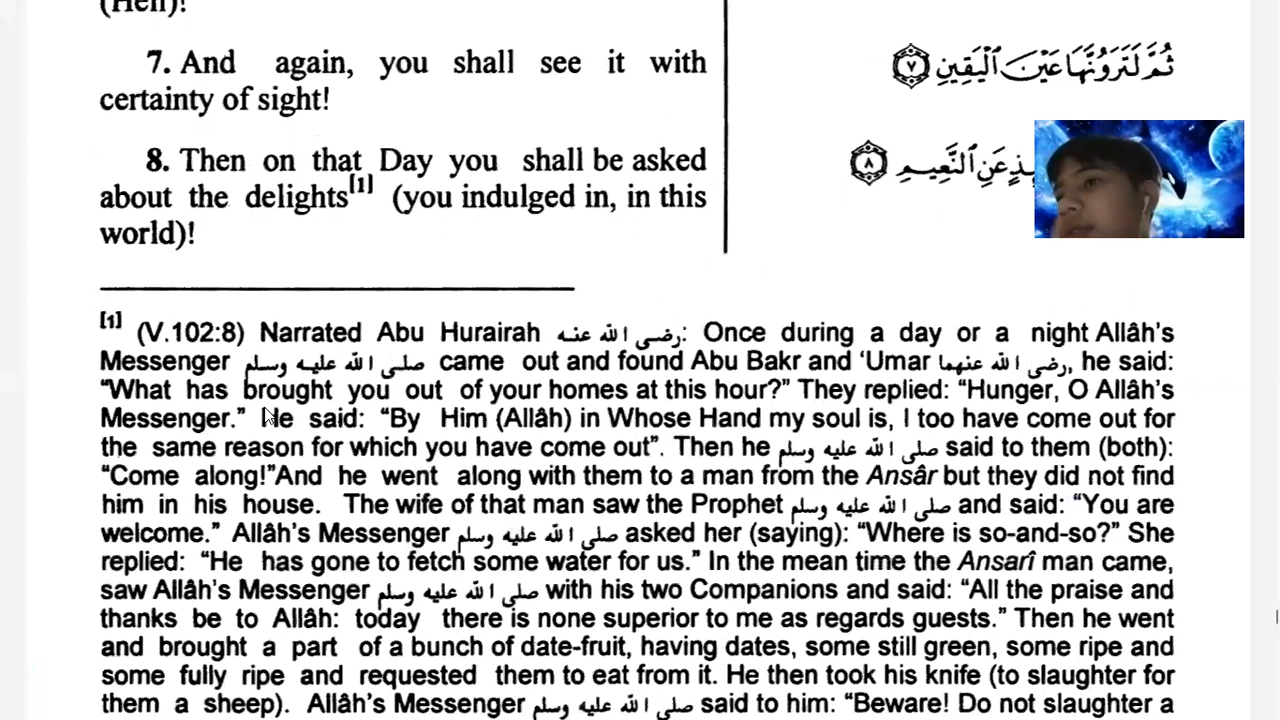 (Hell)!
7. And again, you shall see it with
certainty of sight!
ثُمَّ لَتَرَوُنَّهَا عَيْنَ ٱلْيَقِينِ ٧
8. Then on that Day you shall be asked
about the delights[1] (you indulged in, in this
world)!
عَنِ ٱلنَّعِيمِ ٨
[1] (V.102:8) Narrated Abu Hurairah رضى الله عنه: Once during a day or a night Allâh's
Messenger صلى الله عليه وسلم came out and found Abu Bakr and ‘Umar رضى الله عنهما, he said:
“What has brought you out of your homes at this hour?” They replied: “Hunger, O Allâh's
Messenger.” He said: “By Him (Allâh) in Whose Hand my soul is, I too have come out for
the same reason for which you have come out”. Then he صلى الله عليه وسلم said to them (both):
“Come along!”And he went along with them to a man from the Ansâr but they did not find
him in his house. The wife of that man saw the Prophet صلى الله عليه وسلم and said: “You are
welcome.” Allâh's Messenger صلى الله عليه وسلم asked her (saying): “Where is so-and-so?” She
replied: “He has gone to fetch some water for us.” In the mean time the Ansarî man came,
saw Allâh's Messenger صلى الله عليه وسلم with his two Companions and said: “All the praise and
thanks be to Allâh: today there is none superior to me as regards guests.” Then he went
and brought a part of a bunch of date-fruit, having dates, some still green, some ripe and
some fully ripe and requested them to eat from it. He then took his knife (to slaughter for
them a sheep). Allâh's Messenger صلى الله عليه وسلم said to him: “Beware! Do not slaughter a